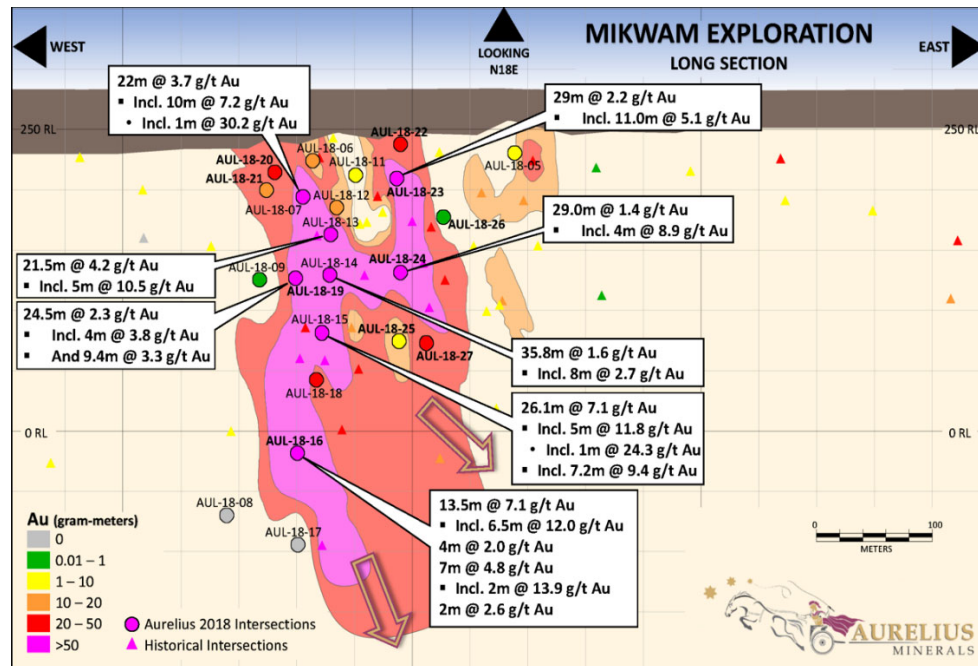 WEST
LOOKING
N18E
MIKWAM EXPLORATION
LONG SECTION
EAST
22m @ 3.7 g/t Au
▪ Incl. 10m @ 7.2 g/t Au
• Incl. 1m @ 30.2 g/t Au
29m @ 2.2 g/t Au
▪ Incl. 11.0m @ 5.1 g/t Au
250 RL
250 RL
AUL-18-22
AUL-18-06
AUL-18-20
AUL-18-11
AUL-18-05
AUL-18-21
AUL-18-23
AUL-18-12
AUL-18-07
AUL-18-26
AUL-18-13
29.0m @ 1.4 g/t Au
▪ Incl. 4m @ 8.9 g/t Au
21.5m @ 4.2 g/t Au
▪ Incl. 5m @ 10.5 g/t Au
AUL-18-09
AUL-18-14
AUL-18-24
AUL-18-19
24.5m @ 2.3 g/t Au
▪ Incl. 4m @ 3.8 g/t Au
▪ And 9.4m @ 3.3 g/t Au
AUL-18-15
AUL-18-25
AUL-18-27
35.8m @ 1.6 g/t Au
▪ Incl. 8m @ 2.7 g/t Au
AUL-18-18
26.1m @ 7.1 g/t Au
▪ Incl. 5m @ 11.8 g/t Au
• Incl. 1m @ 24.3 g/t Au
▪ Incl. 7.2m @ 9.4 g/t Au
0 RL
0 RL
AUL-18-16
13.5m @ 7.1 g/t Au
▪ Incl. 6.5m @ 12.0 g/t Au
4m @ 2.0 g/t Au
7m @ 4.8 g/t Au
▪ Incl. 2m @ 13.9 g/t Au
2m @ 2.6 g/t Au
AUL-18-08
AUL-18-17
Au (gram-meters)
0
0.01 – 1
1 – 10
10 – 20
20 – 50
>50
Aurelius 2018 Intersections
Historical Intersections
0 100
METERS
AURELIUS
MINERALS